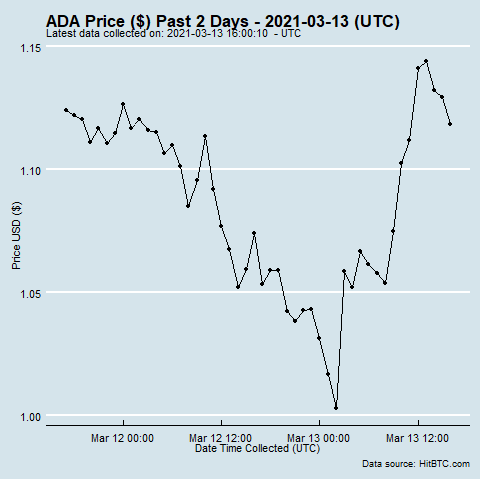 ADA Price ($) Past 2 Days - 2021-03-13 (UTC)
Latest data collected on: 2021-03-13 16:00:10 - UTC
1.15
1.10
1.05
1.00
Price USD ($)
Mar 12 00:00 Mar 12 12:00 Mar 13 00:00 Mar 13 12:00
Date Time Collected (UTC)
Data source: HitBTC.com